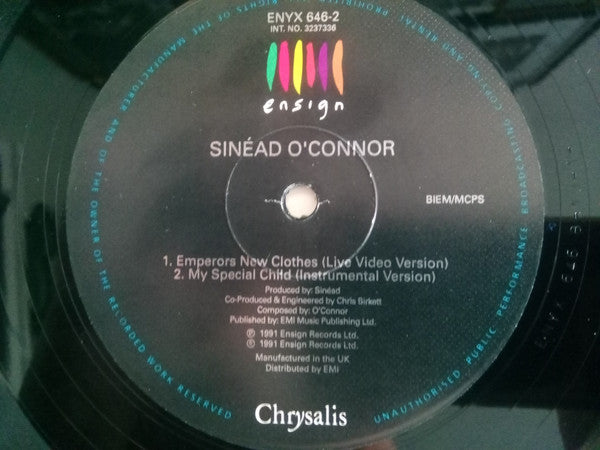 ENYX 646-2
INT. NO. 3237336
ensign
SINÉAD O'CONNOR
BIEM/MCPS
1. Emperors New Clothes (Live Video Version)
2. My Special Child (Instrumental Version)
Produced by: Sinéad
Co-Produced & Engineered by Chris Birkett
Composed by: O'Connor
Published by: EMI Music Publishing Ltd.
℗ 1991 Ensign Records Ltd.
© 1991 Ensign Records Ltd.
Manufactured in the UK
Distributed by EMI
Chrysalis
RIGHTS OF THE MANUFACTURER AND OF THE OWNER OF THE RECORDED WORK RESERVED
UNAUTHORISED PUBLIC PERFORMANCE BROADCASTING COPYING AND RENTAL PROHIBITED
ENYX 646 B